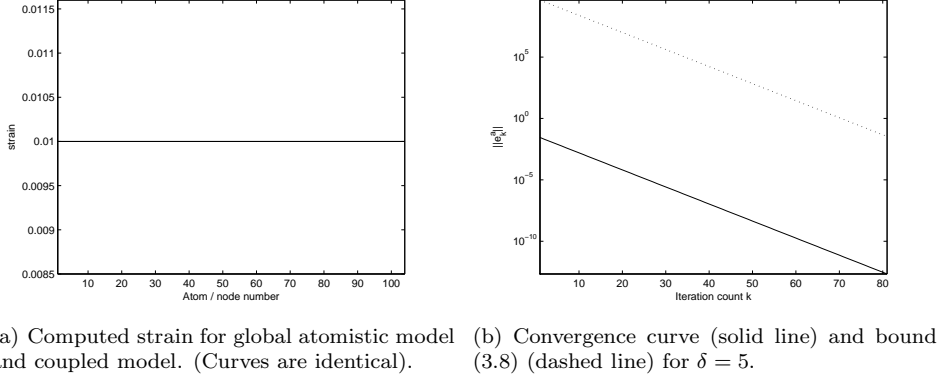 0.0115
0.011
0.0105
0.01
0.0095
0.009
0.0085
strain
10 20 30 40 50 60 70 80 90 100
Atom / node number
10^5
10^0
10^−5
10^−10
||e_k^a||
10 20 30 40 50 60 70 80
Iteration count k
a) Computed strain for global atomistic model
nd coupled model. (Curves are identical).
(b) Convergence curve (solid line) and bound
(3.8) (dashed line) for δ = 5.